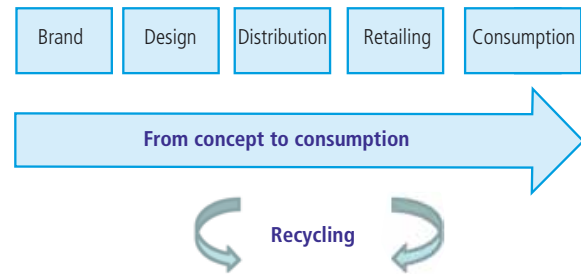 Brand
Design
Distribution
Retailing
Consumption
From concept to consumption
Recycling